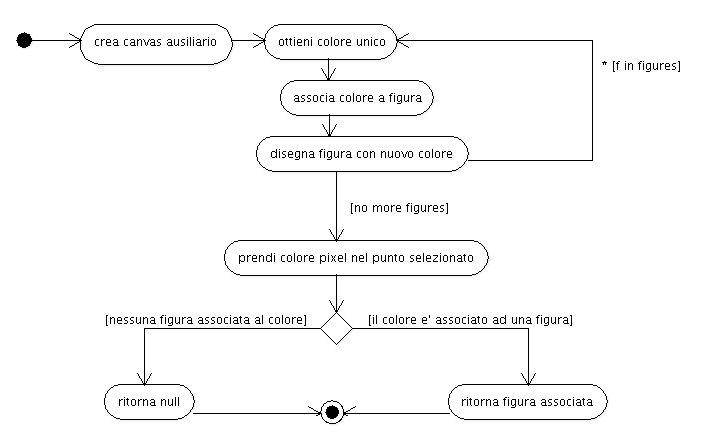 crea canvas ausiliario
ottieni colore unico
* [f in figures]
associa colore a figura
disegna figura con nuovo colore
[no more figures]
prendi colore pixel nel punto selezionato
[nessuna figura associata al colore]
[il colore e' associato ad una figura]
ritorna null
ritorna figura associata